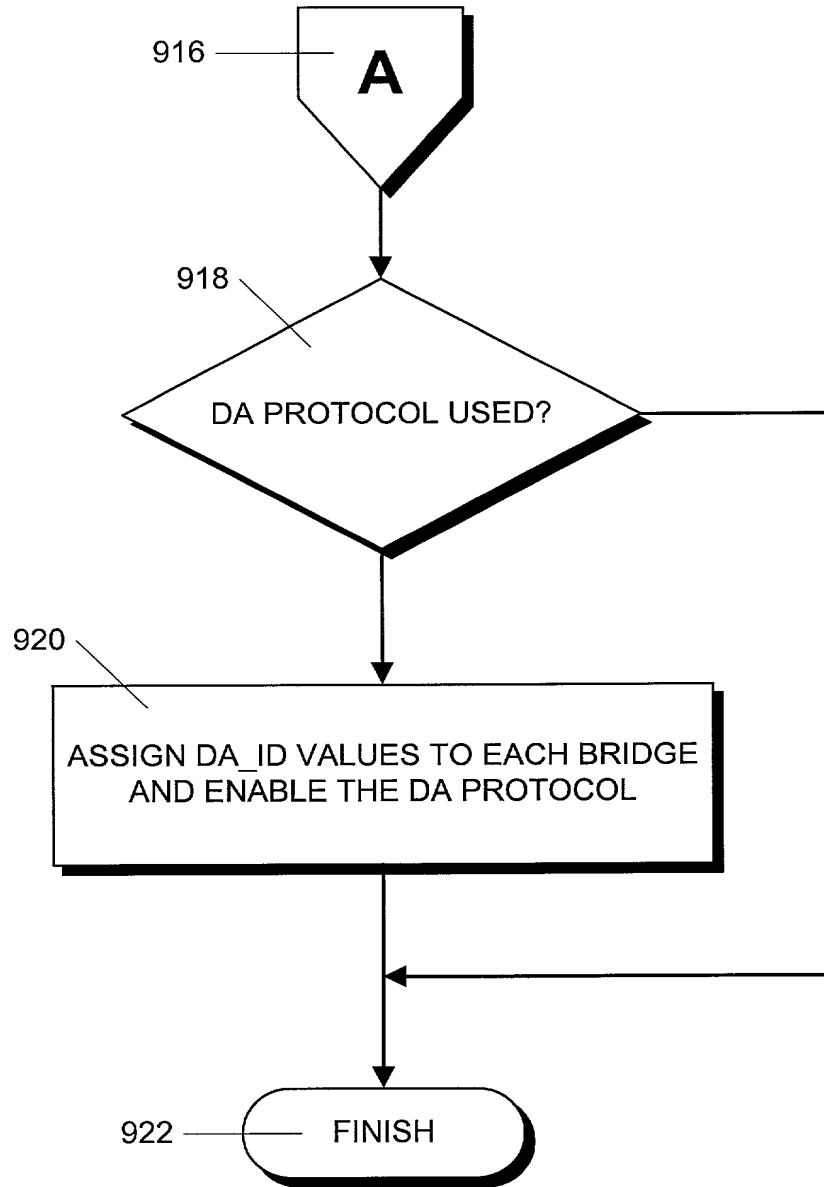 916
A
918
DA PROTOCOL USED?
920
ASSIGN DA_ID VALUES TO EACH BRIDGE
AND ENABLE THE DA PROTOCOL
922
FINISH